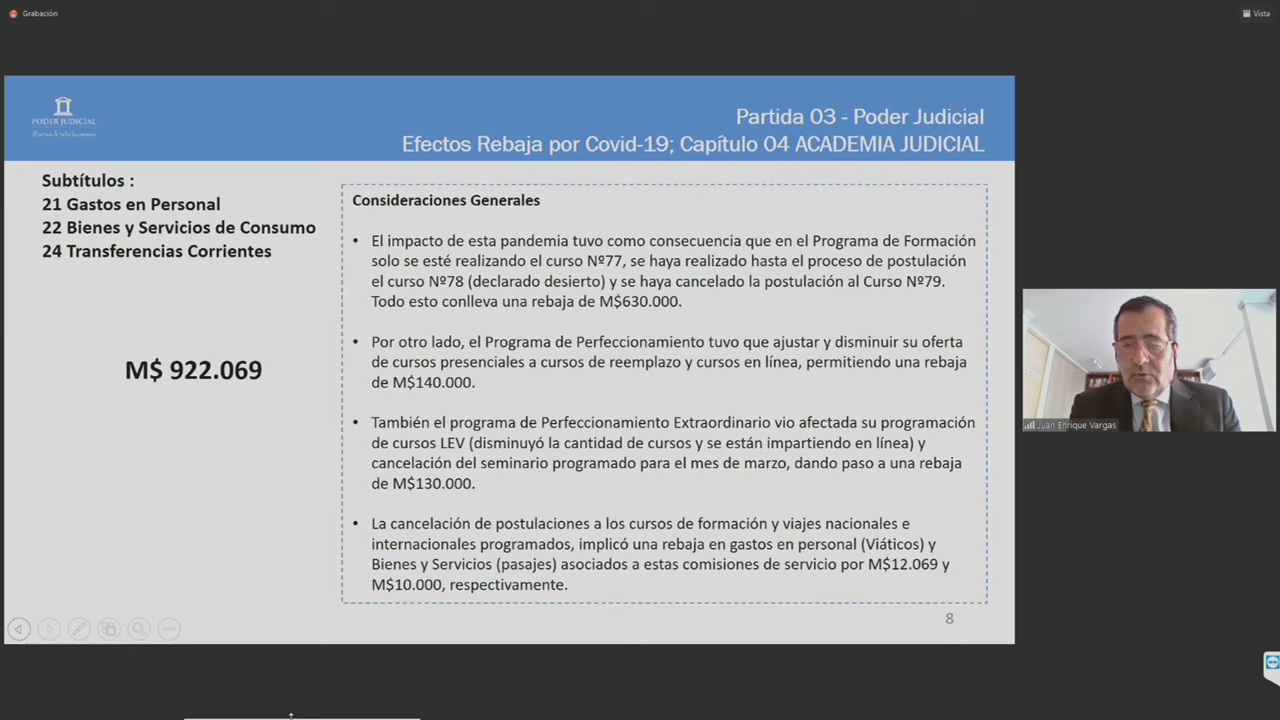 Grabación
Vista
PODER JUDICIAL
Partida 03 - Poder Judicial
Efectos Rebaja por Covid-19; Capítulo 04 ACADEMIA JUDICIAL
Subtítulos :
21 Gastos en Personal
22 Bienes y Servicios de Consumo
24 Transferencias Corrientes
M$ 922.069
Consideraciones Generales
• El impacto de esta pandemia tuvo como consecuencia que en el Programa de Formación
solo se esté realizando el curso Nº77, se haya realizado hasta el proceso de postulación
el curso Nº78 (declarado desierto) y se haya cancelado la postulación al Curso Nº79.
Todo esto conlleva una rebaja de M$630.000.
• Por otro lado, el Programa de Perfeccionamiento tuvo que ajustar y disminuir su oferta
de cursos presenciales a cursos de reemplazo y cursos en línea, permitiendo una rebaja
de M$140.000.
• También el programa de Perfeccionamiento Extraordinario vio afectada su programación
de cursos LEV (disminuyó la cantidad de cursos y se están impartiendo en línea) y
cancelación del seminario programado para el mes de marzo, dando paso a una rebaja
de M$130.000.
• La cancelación de postulaciones a los cursos de formación y viajes nacionales e
internacionales programados, implicó una rebaja en gastos en personal (Viáticos) y
Bienes y Servicios (pasajes) asociados a estas comisiones de servicio por M$12.069 y
M$10.000, respectivamente.
8
Juan Enrique Vargas